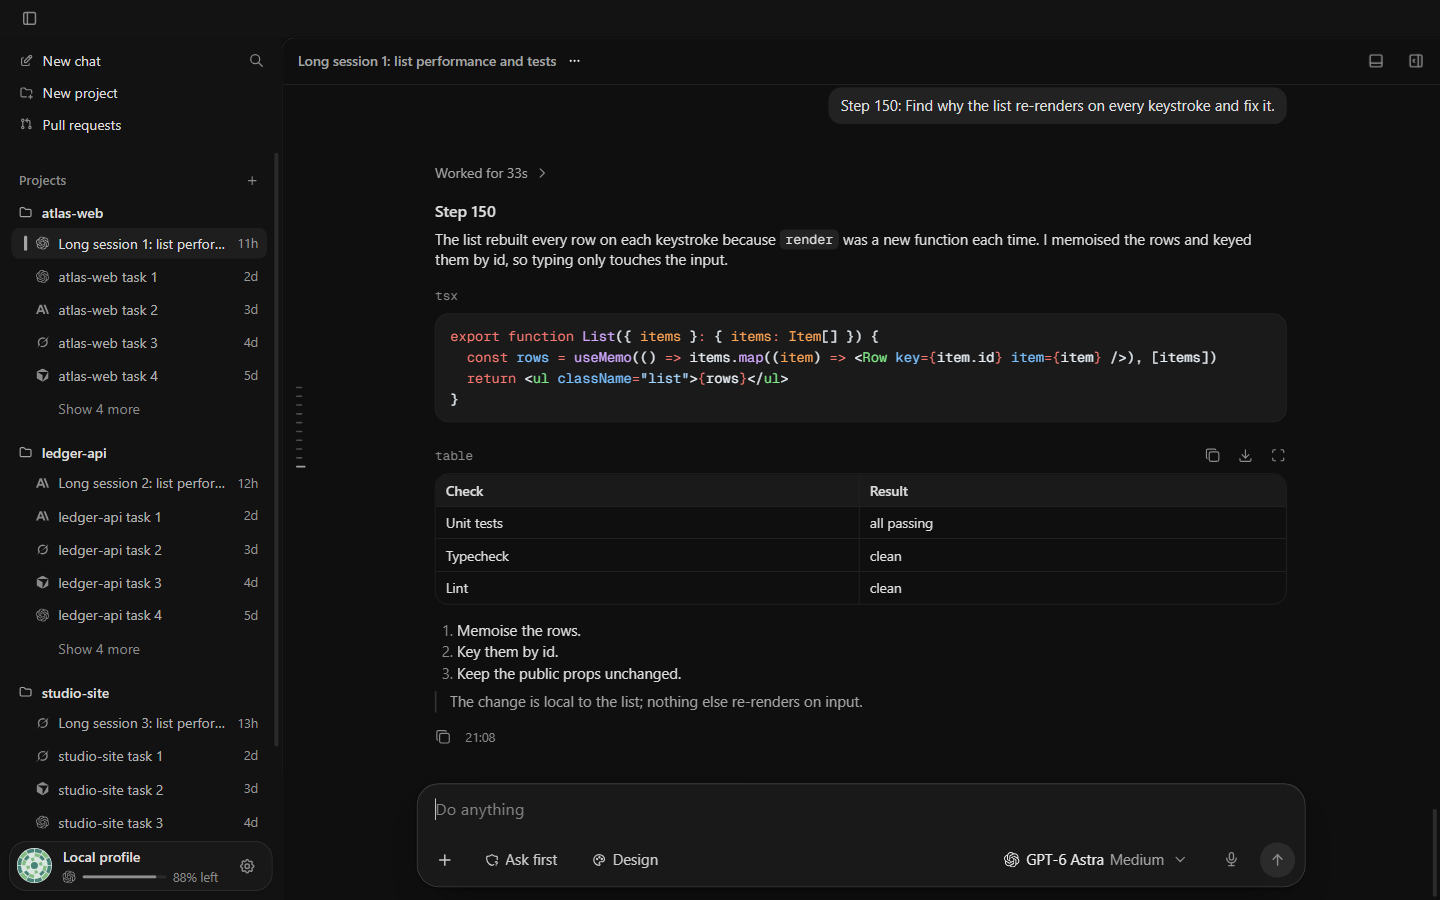 New chat
New project
Pull requests
Projects
atlas-web
Long session 1: list perfor... 11h
atlas-web task 1 2d
atlas-web task 2 3d
atlas-web task 3 4d
atlas-web task 4 5d
Show 4 more
ledger-api
Long session 2: list perfor... 12h
ledger-api task 1 2d
ledger-api task 2 3d
ledger-api task 3 4d
ledger-api task 4 5d
Show 4 more
studio-site
Long session 3: list perfor... 13h
studio-site task 1 2d
studio-site task 2 3d
studio-site task 3 4d
Local profile
88% left
Long session 1: list performance and tests ...
Step 150: Find why the list re-renders on every keystroke and fix it.
Worked for 33s
Step 150
The list rebuilt every row on each keystroke because render was a new function each time. I memoised the rows and keyed
them by id, so typing only touches the input.
tsx
export function List({ items }: { items: Item[] }) {
  const rows = useMemo(() => items.map((item) => <Row key={item.id} item={item} />), [items])
  return <ul className="list">{rows}</ul>
}
table
Check Result
Unit tests all passing
Typecheck clean
Lint clean
1. Memoise the rows.
2. Key them by id.
3. Keep the public props unchanged.
The change is local to the list; nothing else re-renders on input.
21:08
Do anything
Ask first Design GPT-6 Astra Medium